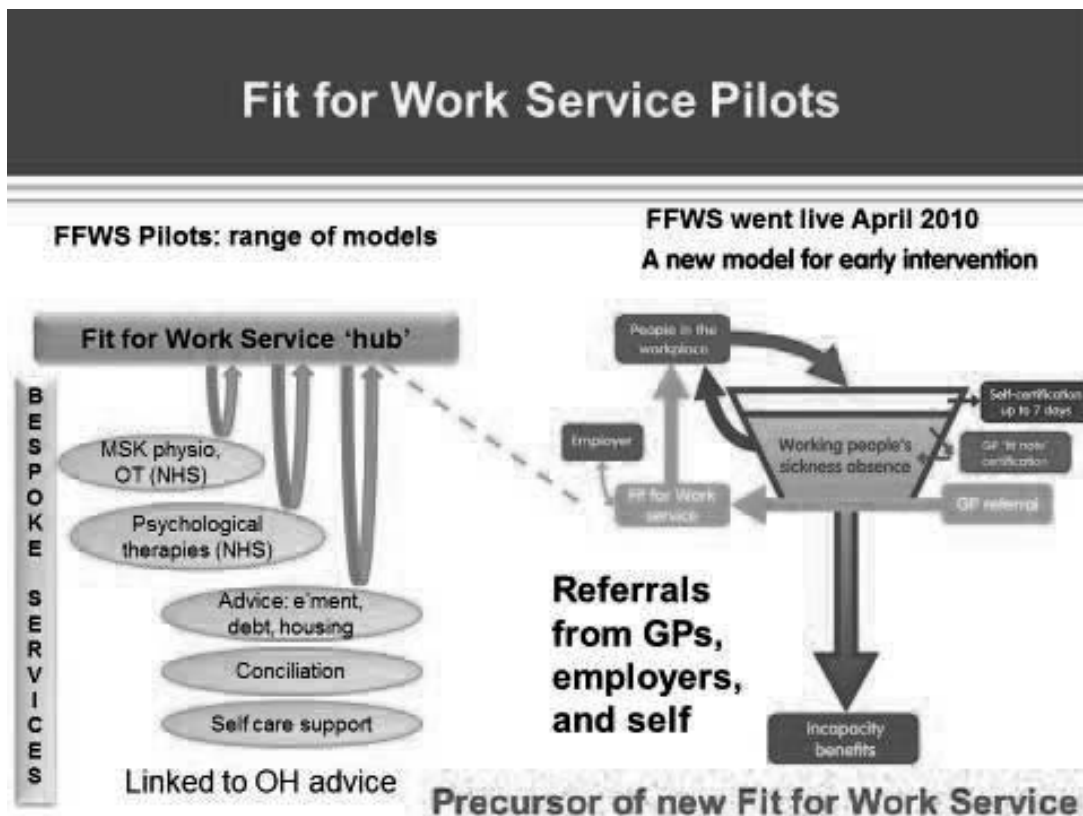 Fit for Work Service Pilots
FFWS Pilots: range of models
Fit for Work Service ‘hub’
BESPOKE SERVICES
MSK physio,
OT (NHS)
Psychological
therapies (NHS)
Advice: e’ment,
debt, housing
Conciliation
Self care support
Linked to OH advice
FFWS went live April 2010
A new model for early intervention
People in the
workplace
Self-certification
up to 7 days
Employer
Working people's
sickness absence
GP 'fit note'
certification
Fit for Work
service
GP referral
Referrals
from GPs,
employers,
and self
Incapacity
benefits
Precursor of new Fit for Work Service